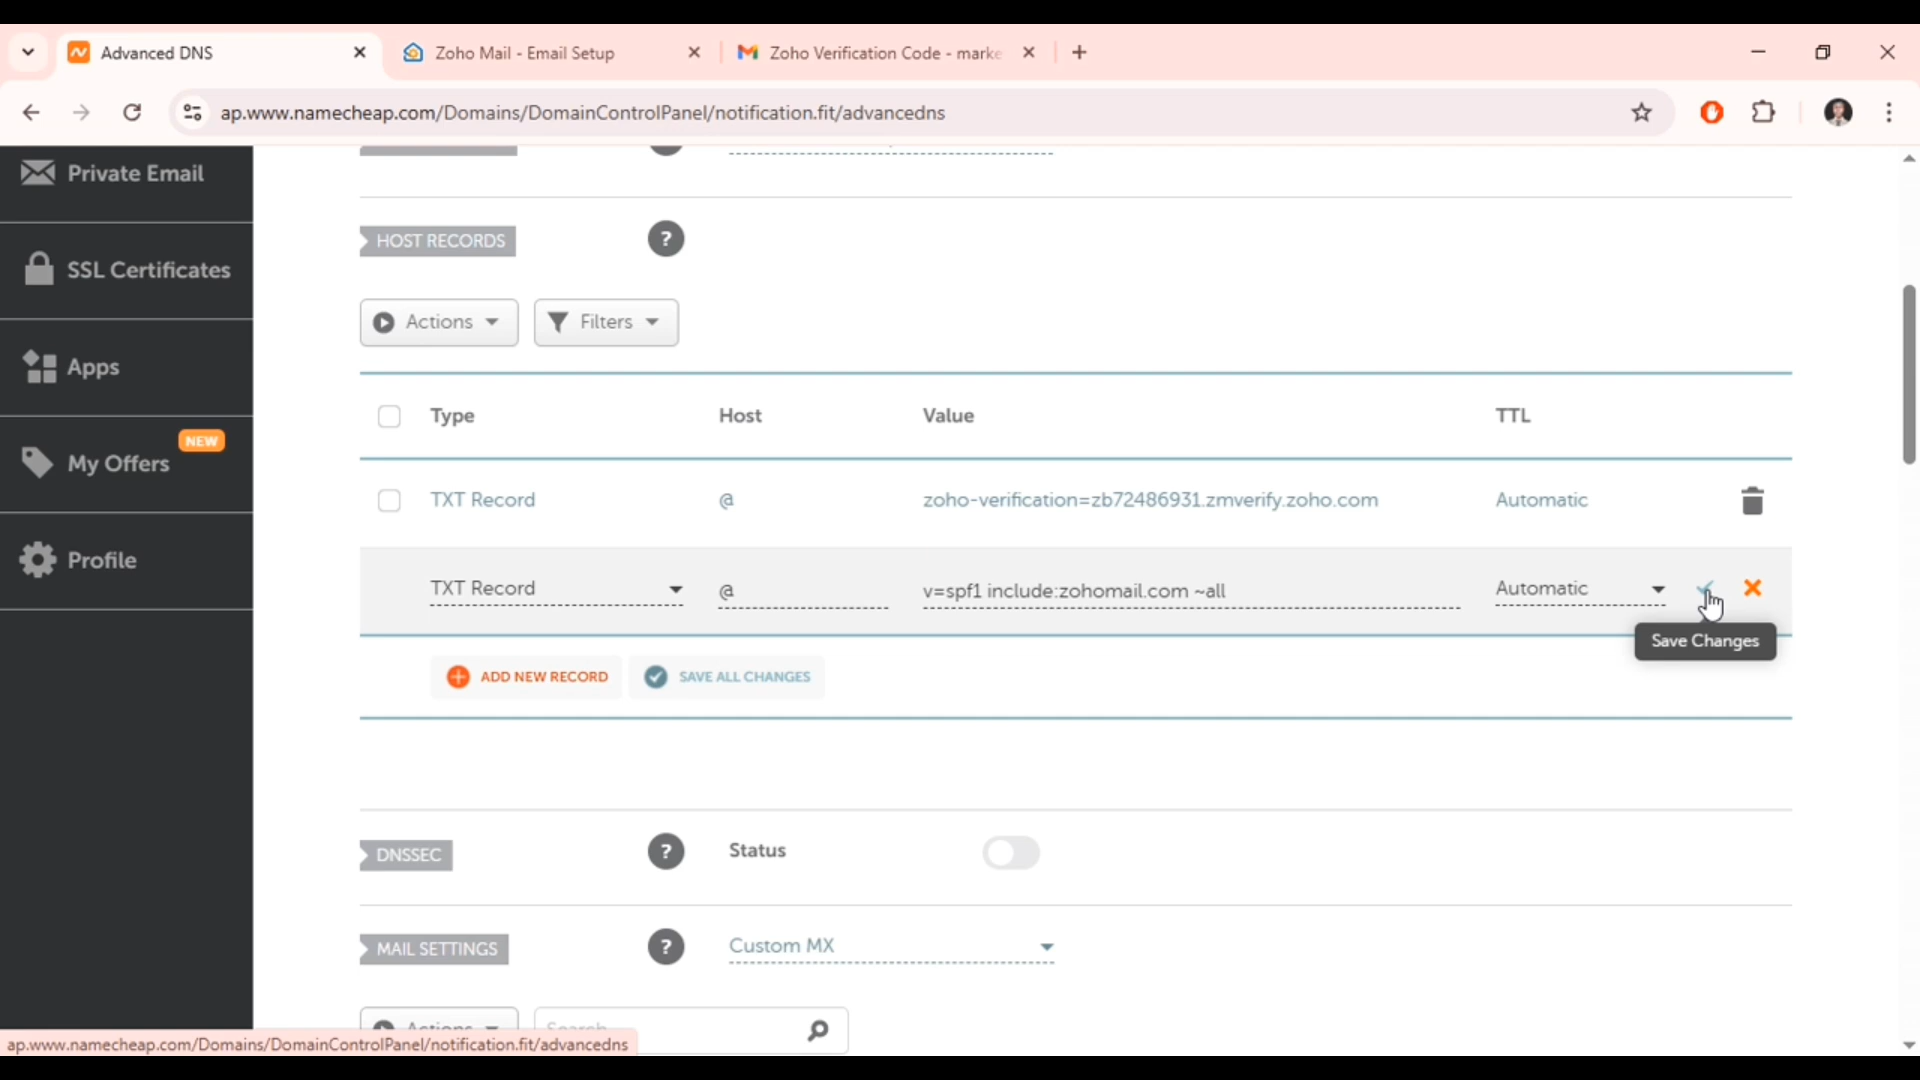 Advanced DNS
Zoho Mail - Email Setup
Zoho Verification Code - marke
ap.www.namecheap.com/Domains/DomainControlPanel/notification.fit/advancedns
Private Email
SSL Certificates
Apps
NEW
My Offers
Profile
HOST RECORDS
?
Actions
Filters
Type Host Value TTL
TXT Record @ zoho-verification=zb72486931.zmverify.zoho.com Automatic
TXT Record @ v=spf1 include:zohomail.com ~all Automatic
Save Changes
ADD NEW RECORD
SAVE ALL CHANGES
DNSSEC
?
Status
MAIL SETTINGS
?
Custom MX
Actions
Search
ap.www.namecheap.com/Domains/DomainControlPanel/notification.fit/advancedns